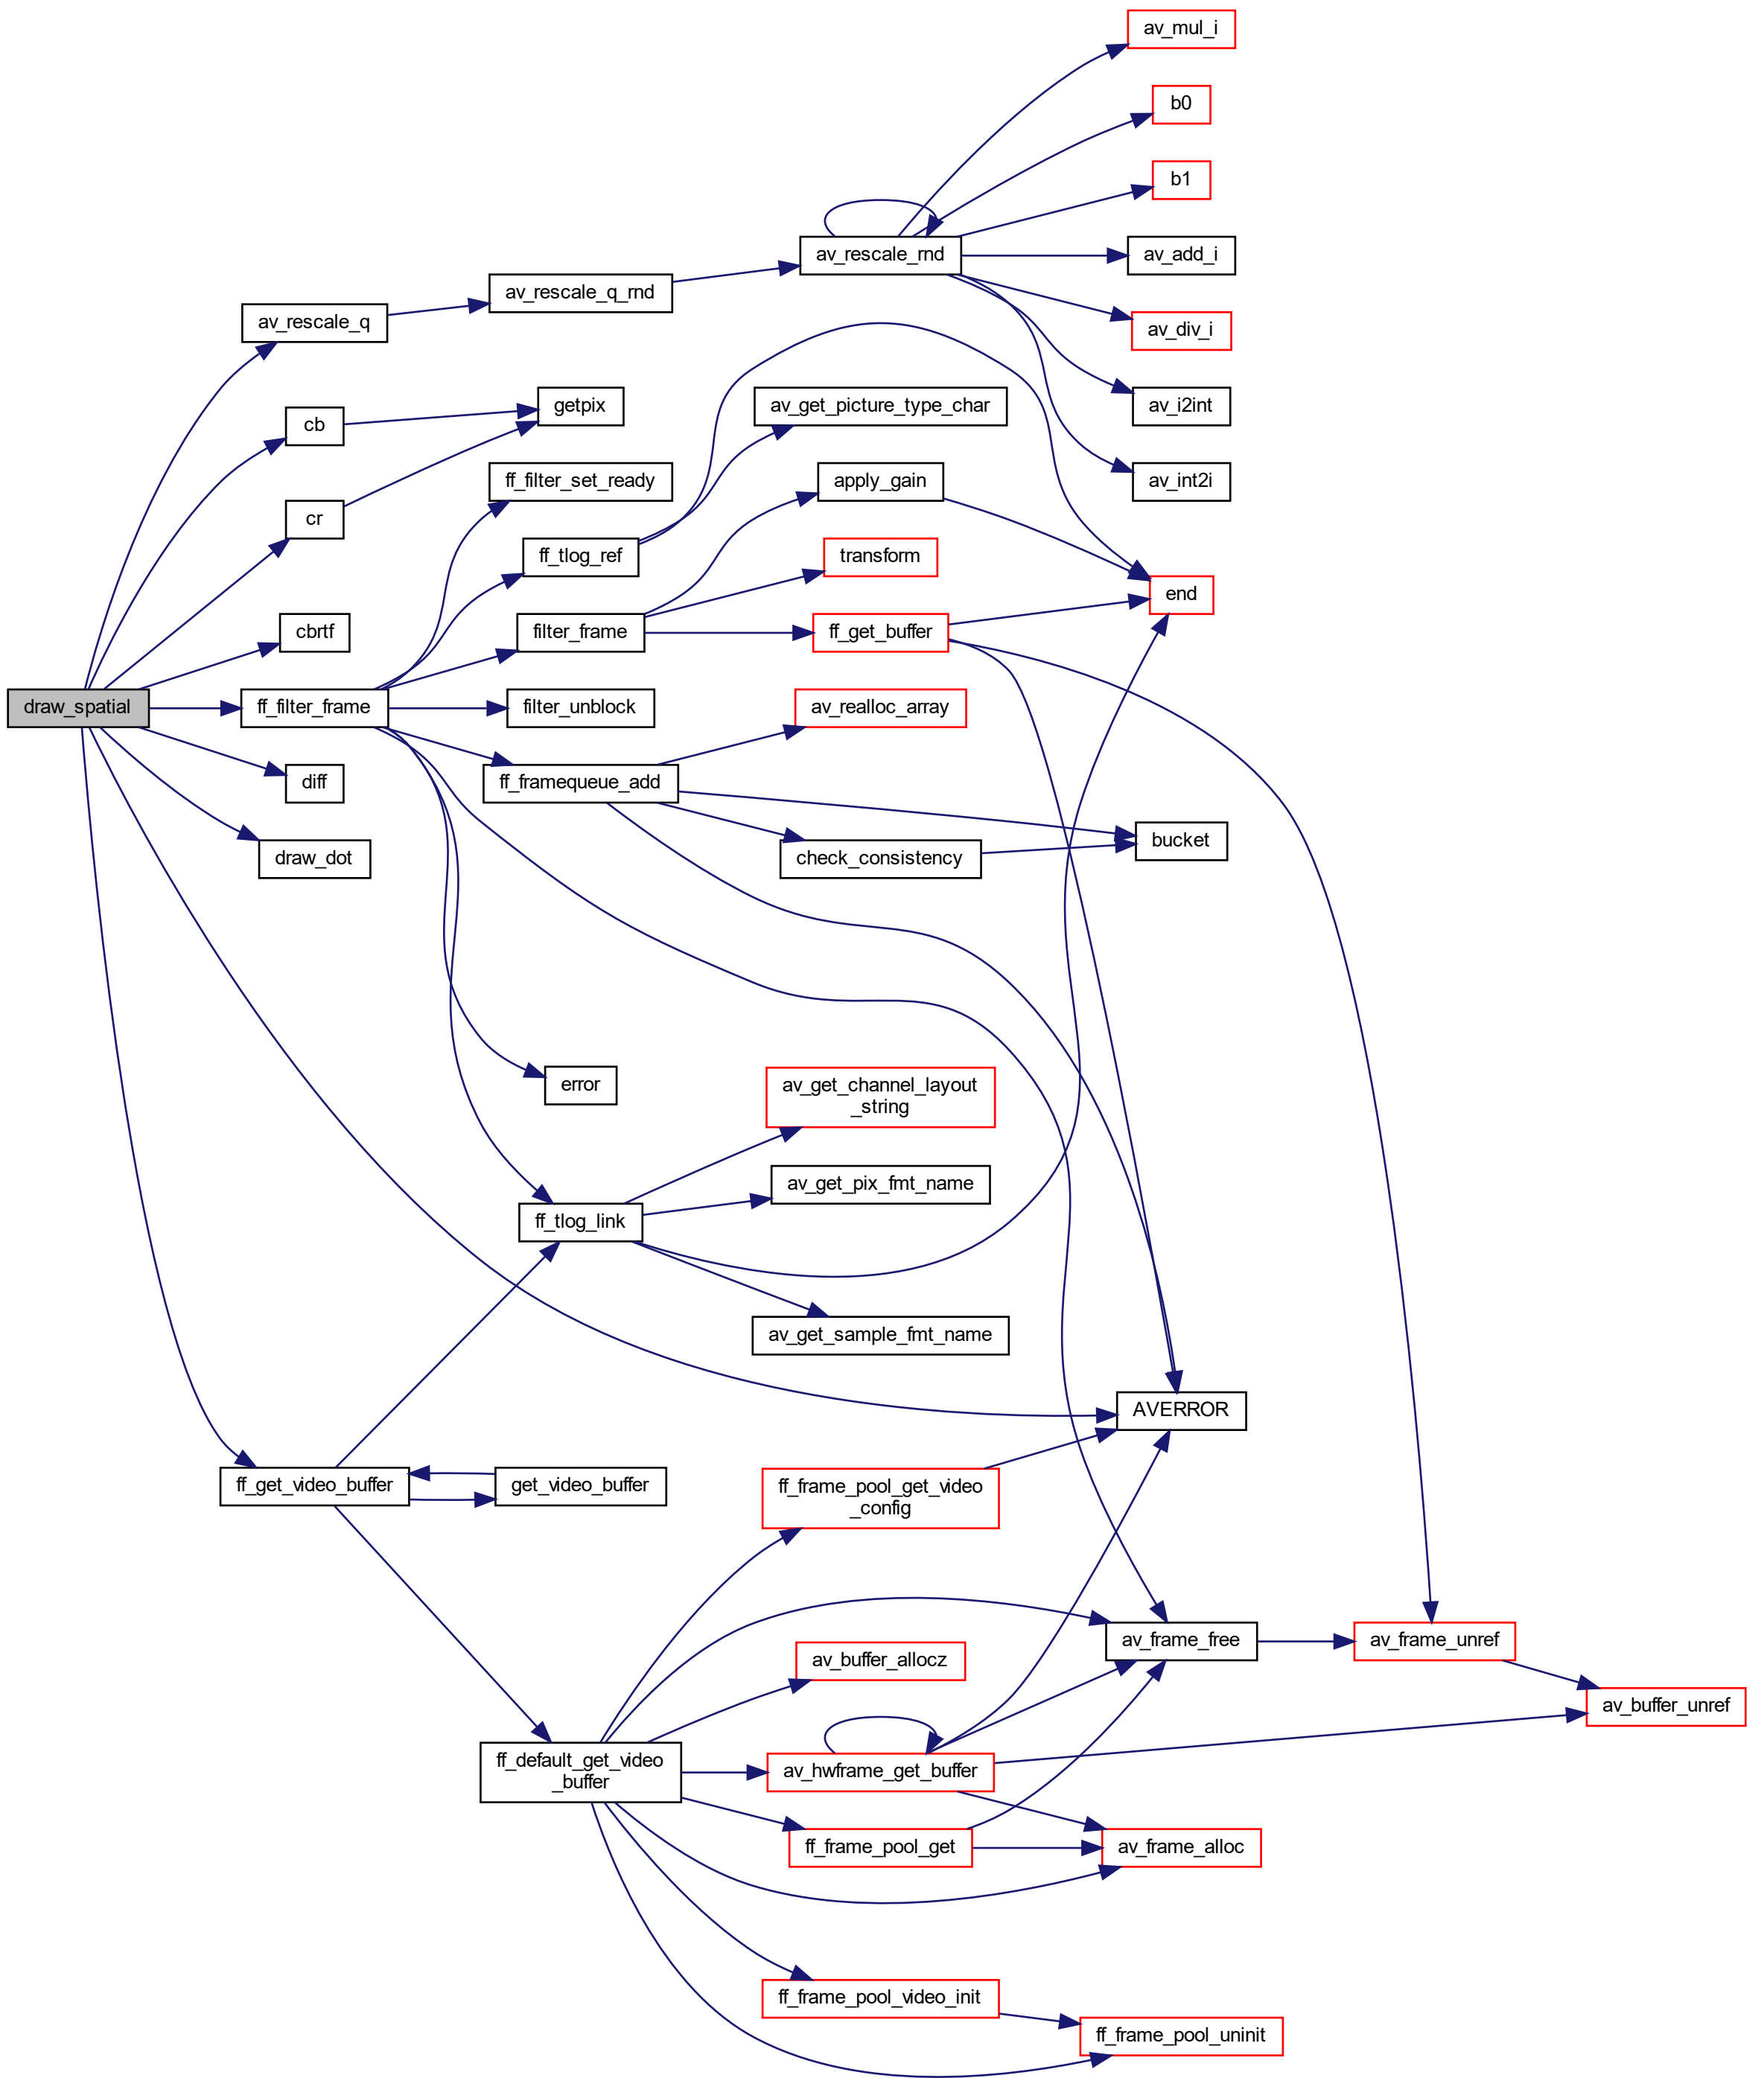 av_mul_i
b0
b1
av_rescale_rnd
av_add_i
av_rescale_q_rnd
av_rescale_q
av_div_i
av_i2int
getpix
av_get_picture_type_char
cb
av_int2i
ff_filter_set_ready
apply_gain
cr
ff_tlog_ref
transform
end
cbrtf
filter_frame
ff_get_buffer
draw_spatial
ff_filter_frame
filter_unblock
av_realloc_array
diff
ff_framequeue_add
bucket
draw_dot
check_consistency
error
av_get_channel_layout
_string
av_get_pix_fmt_name
ff_tlog_link
av_get_sample_fmt_name
AVERROR
ff_get_video_buffer
get_video_buffer
ff_frame_pool_get_video
_config
av_frame_free
av_frame_unref
av_buffer_allocz
av_buffer_unref
ff_default_get_video
_buffer
av_hwframe_get_buffer
ff_frame_pool_get
av_frame_alloc
ff_frame_pool_video_init
ff_frame_pool_uninit